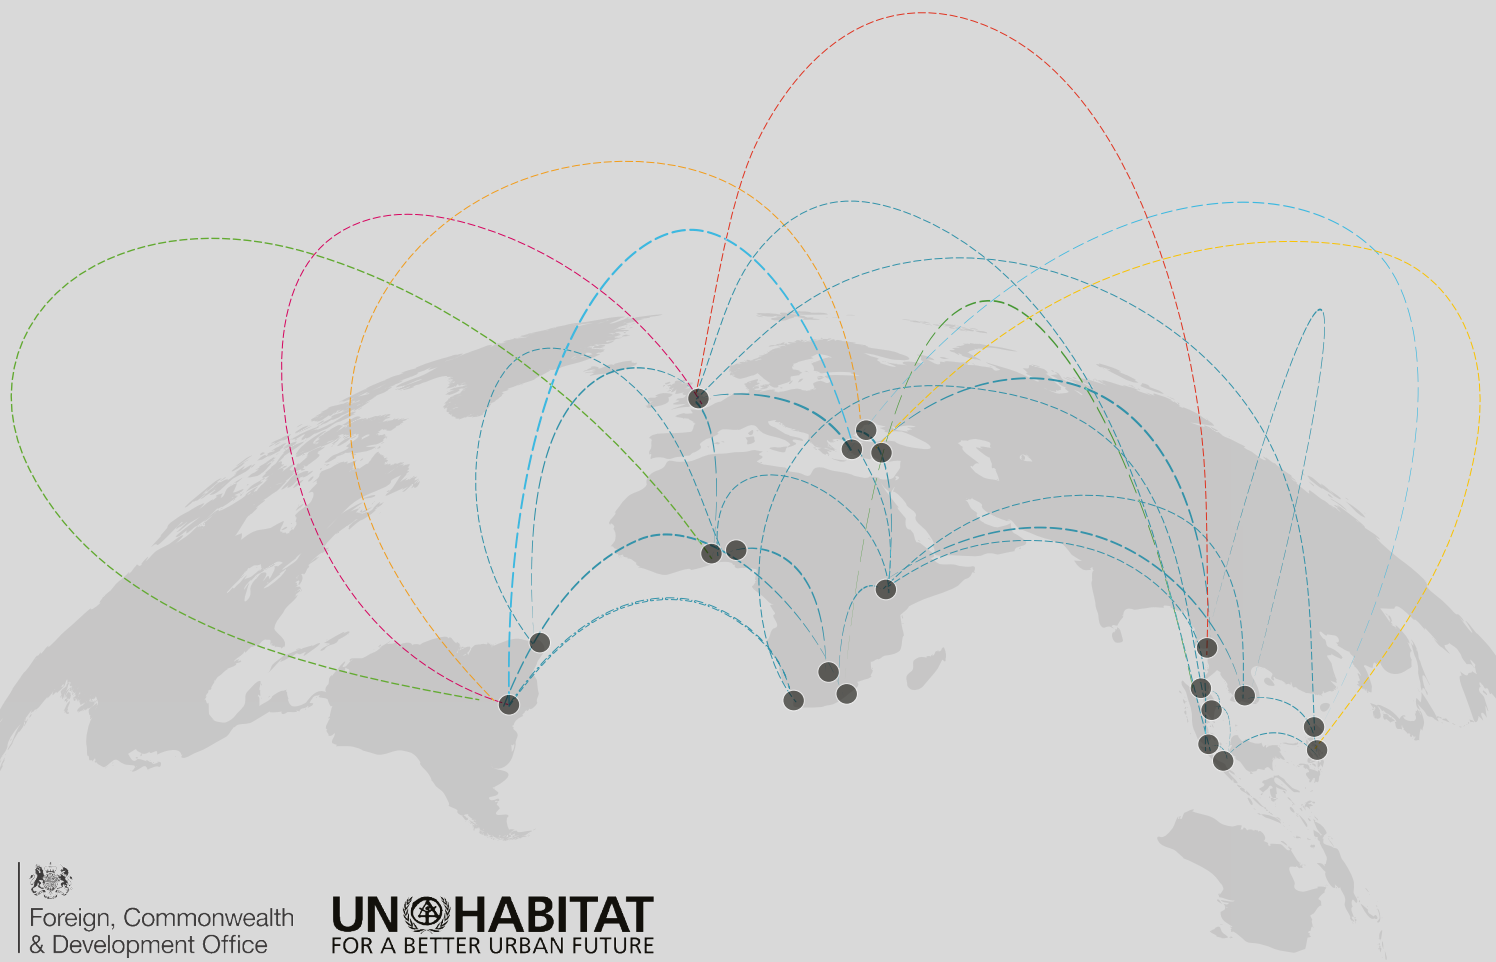 Foreign, Commonwealth
& Development Office
UN HABITAT
FOR A BETTER URBAN FUTURE